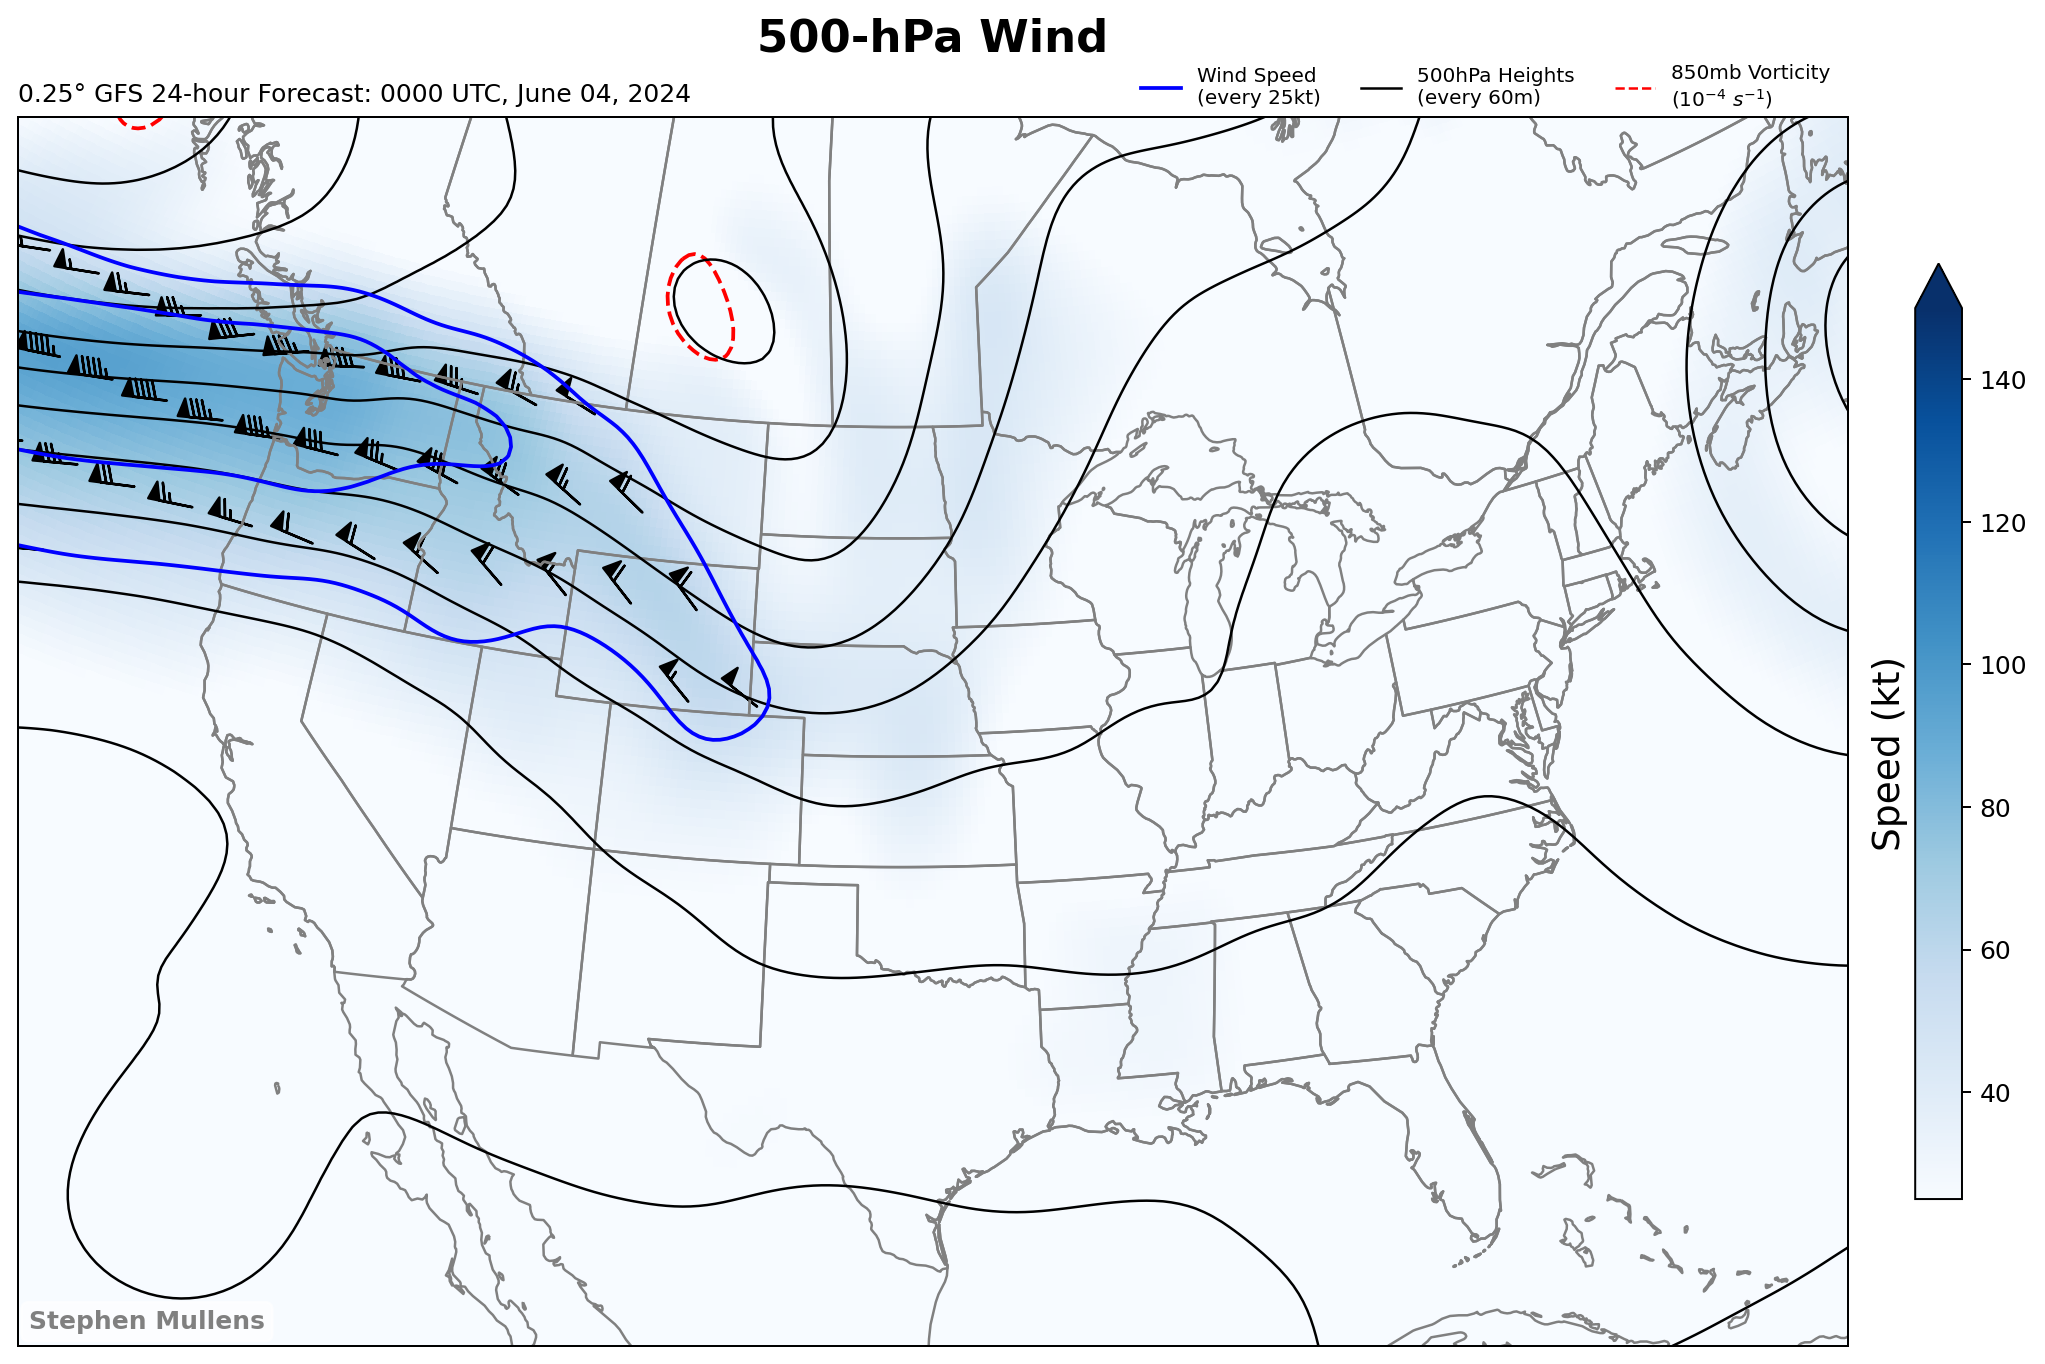 500-hPa Wind
0.25° GFS 24-hour Forecast: 0000 UTC, June 04, 2024
Wind Speed
(every 25kt)
500hPa Heights
(every 60m)
850mb Vorticity
(10⁻⁴ s⁻¹)
140
120
100
80
60
40
Speed (kt)
Stephen Mullens